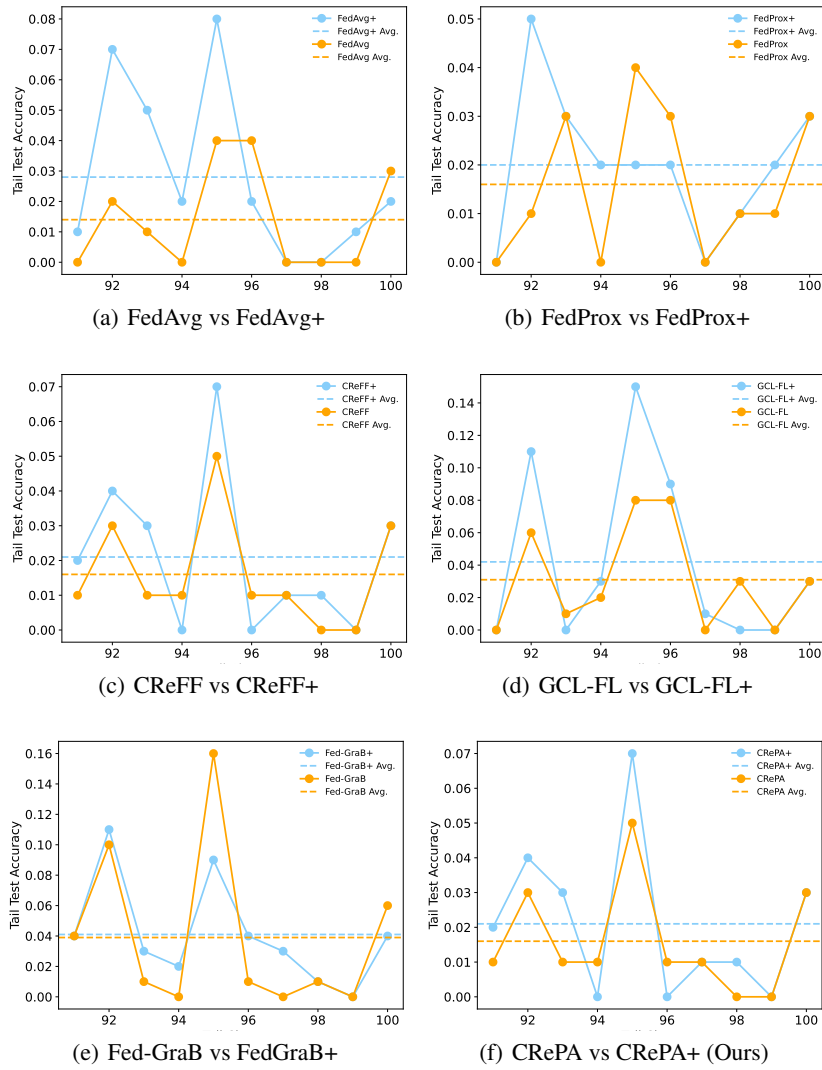 Tail Test Accuracy
0.08
0.07
0.06
0.05
0.04
0.03
0.02
0.01
0.00
92
94
96
98
100
FedAvg+
FedAvg+ Avg.
FedAvg
FedAvg Avg.
(a) FedAvg vs FedAvg+
Tail Test Accuracy
0.05
0.04
0.03
0.02
0.01
0.00
92
94
96
98
100
FedProx+
FedProx+ Avg.
FedProx
FedProx Avg.
(b) FedProx vs FedProx+
Tail Test Accuracy
0.07
0.06
0.05
0.04
0.03
0.02
0.01
0.00
92
94
96
98
100
CReFF+
CReFF+ Avg.
CReFF
CReFF Avg.
(c) CReFF vs CReFF+
Tail Test Accuracy
0.14
0.12
0.10
0.08
0.06
0.04
0.02
0.00
92
94
96
98
100
GCL-FL+
GCL-FL+ Avg.
GCL-FL
GCL-FL Avg.
(d) GCL-FL vs GCL-FL+
Tail Test Accuracy
0.16
0.14
0.12
0.10
0.08
0.06
0.04
0.02
0.00
92
94
96
98
100
Fed-GraB+
Fed-GraB+ Avg.
Fed-GraB
Fed-GraB Avg.
(e) Fed-GraB vs FedGraB+
Tail Test Accuracy
0.07
0.06
0.05
0.04
0.03
0.02
0.01
0.00
92
94
96
98
100
CRePA+
CRePA+ Avg.
CRePA
CRePA Avg.
(f) CRePA vs CRePA+ (Ours)